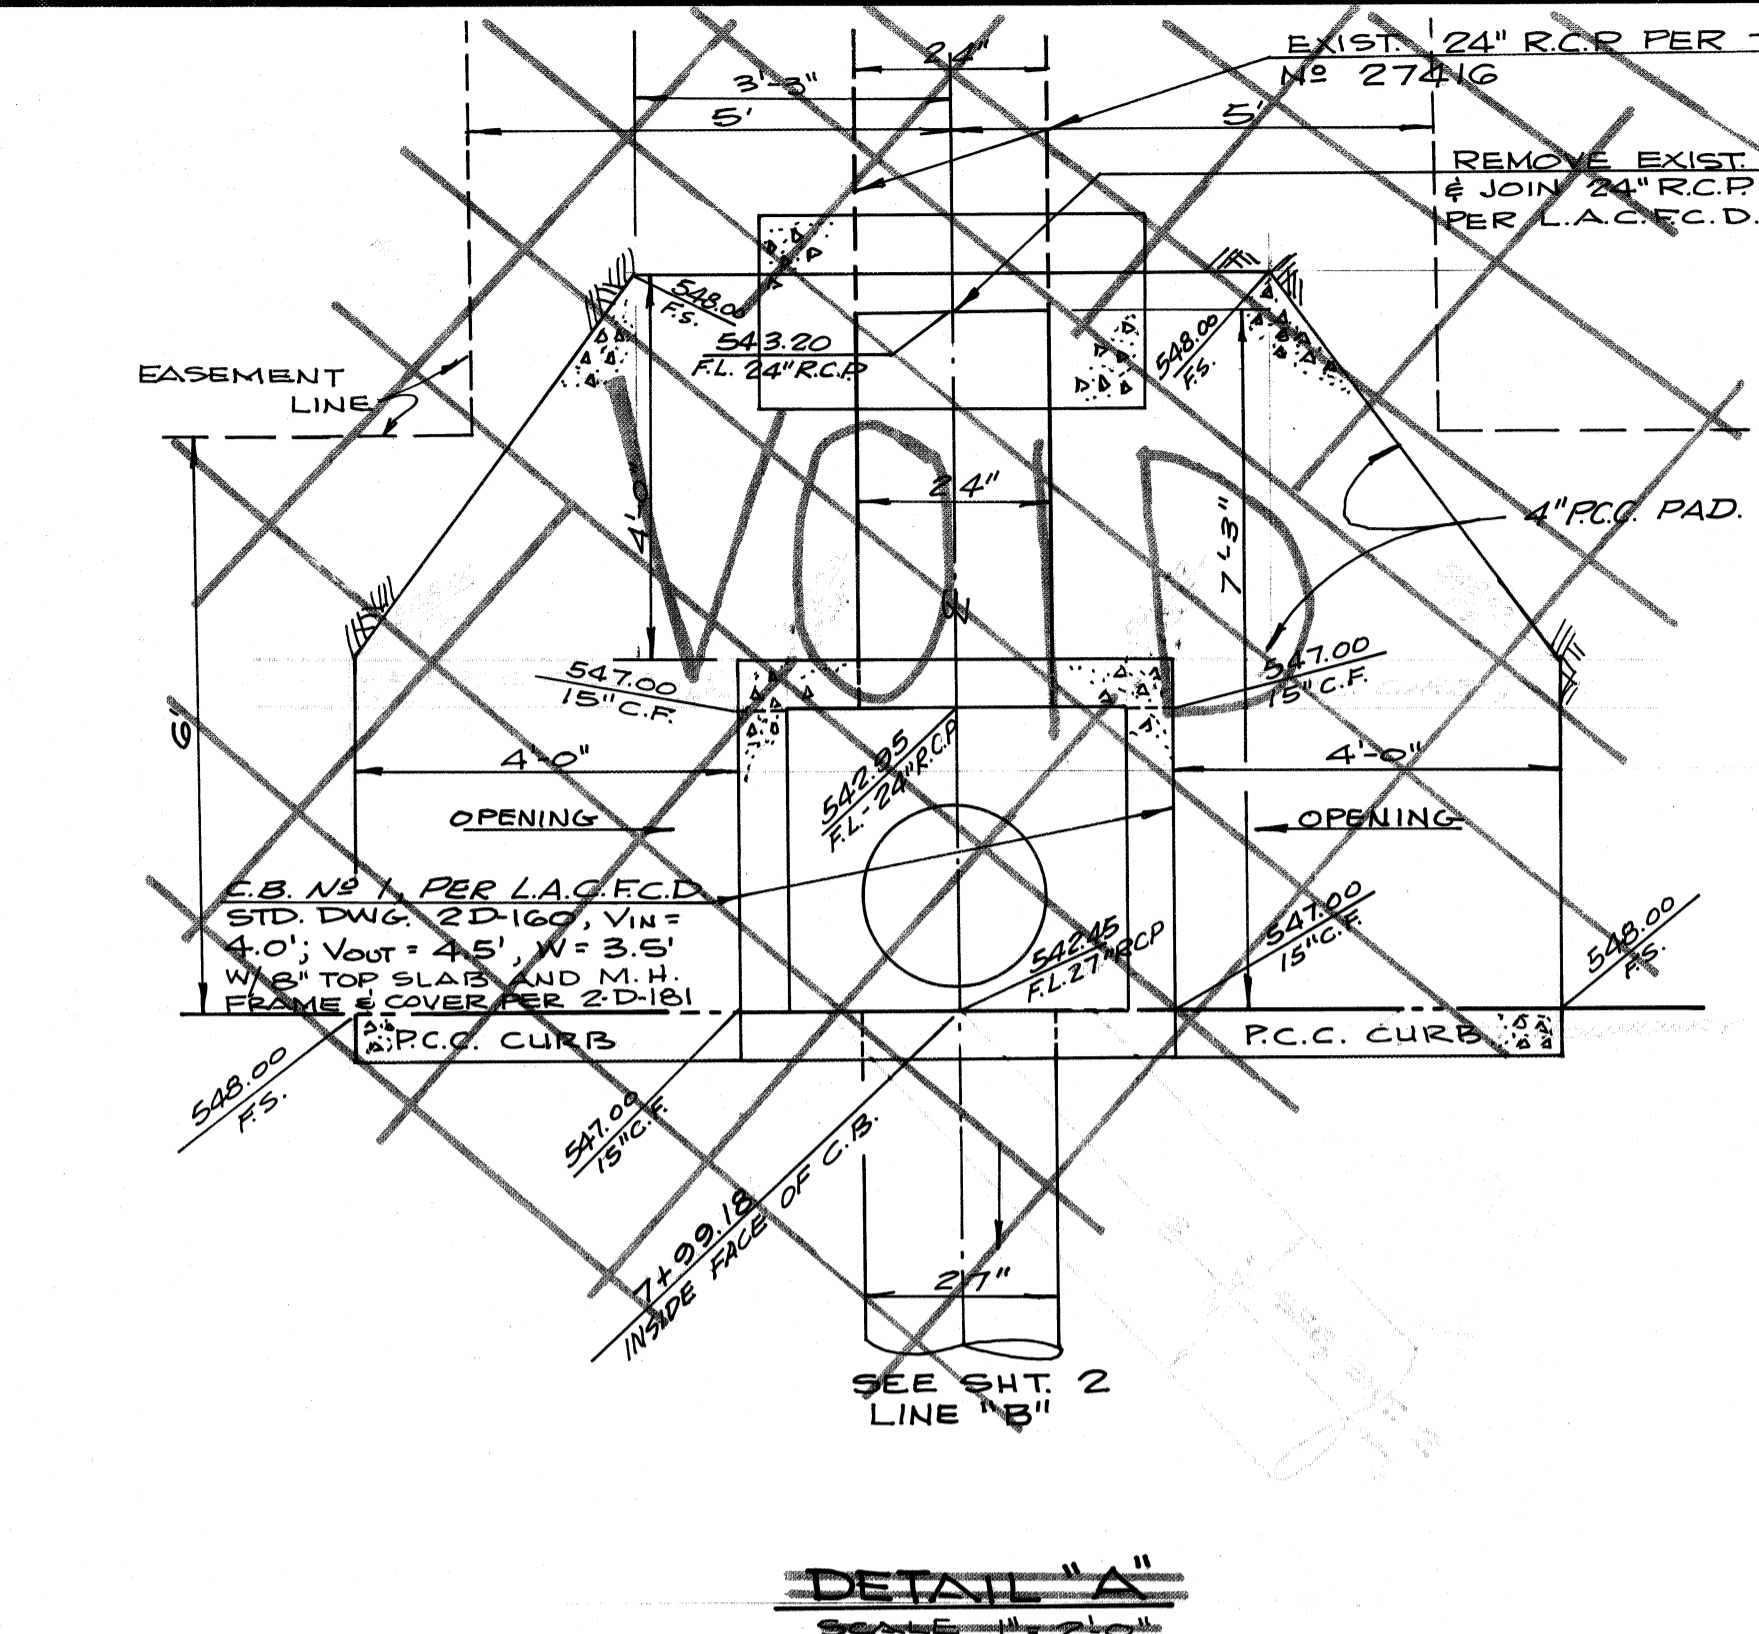 24"
EXIST. 24" R.C.P. PER
Nº 27416
3'-3"
5'
5'
REMOVE EXIST.
& JOIN 24" R.C.P.
PER L.A.C.F.C.D.
548.00
F.S.
543.20
F.L. 24" R.C.P.
548.00
F.S.
EASEMENT
LINE
VOID
24"
4'-0"
7'-3"
4" P.C.C. PAD.
℄
547.00
15" C.F.
547.00
15" C.F.
6'
4'-0"
542.95
F.L.-24" R.C.P.
4'-0"
OPENING
OPENING
C.B. Nº 1, PER L.A.C.F.C.D.
STD. DWG. 2D-160, VIN =
4.0'; VOUT = 4.5', W = 3.5'
W/8" TOP SLAB AND M.H.
FRAME & COVER PER 2-D-181
542.45
F.L. 27" RCP
547.00
15" C.F.
548.00
F.S.
P.C.C. CURB
P.C.C. CURB
548.00
F.S.
547.00
15" C.F.
7+99.18
INSIDE FACE OF C.B.
27"
SEE SHT. 2
LINE "B"
DETAIL "A"
SCALE 1" = 2'-0"